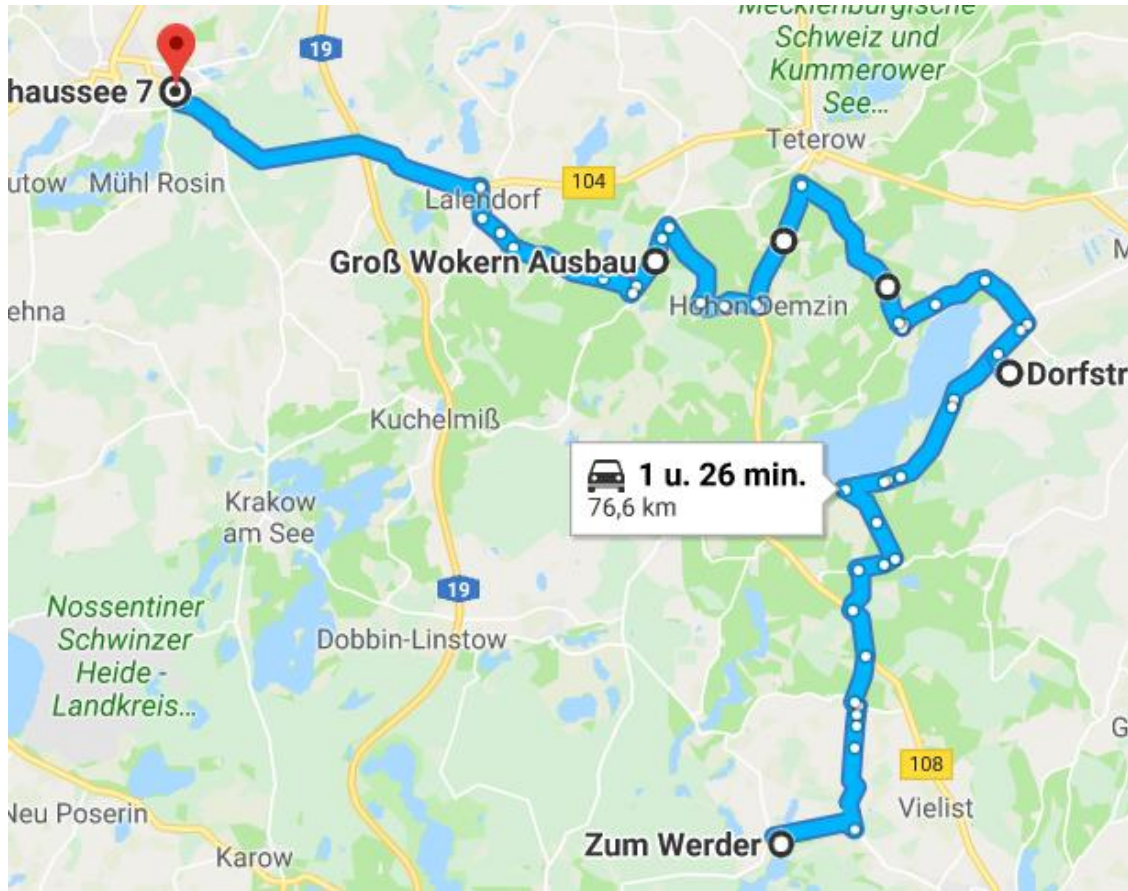 Mecklenburgische
Schweiz und
Kummerower
See...
19
haussee 7
Teterow
utow
Mühl Rosin
104
Lalendorf
Groß Wokern Ausbau
M
ehna
Hohen Demzin
Dorfstr
Kuchelmiß
1 u. 26 min.
76,6 km
Krakow
am See
19
Nossentiner
Schwinzer
Heide -
Landkreis...
Dobbin-Linstow
G
108
Neu Poserin
Vielist
Zum Werder
Karow